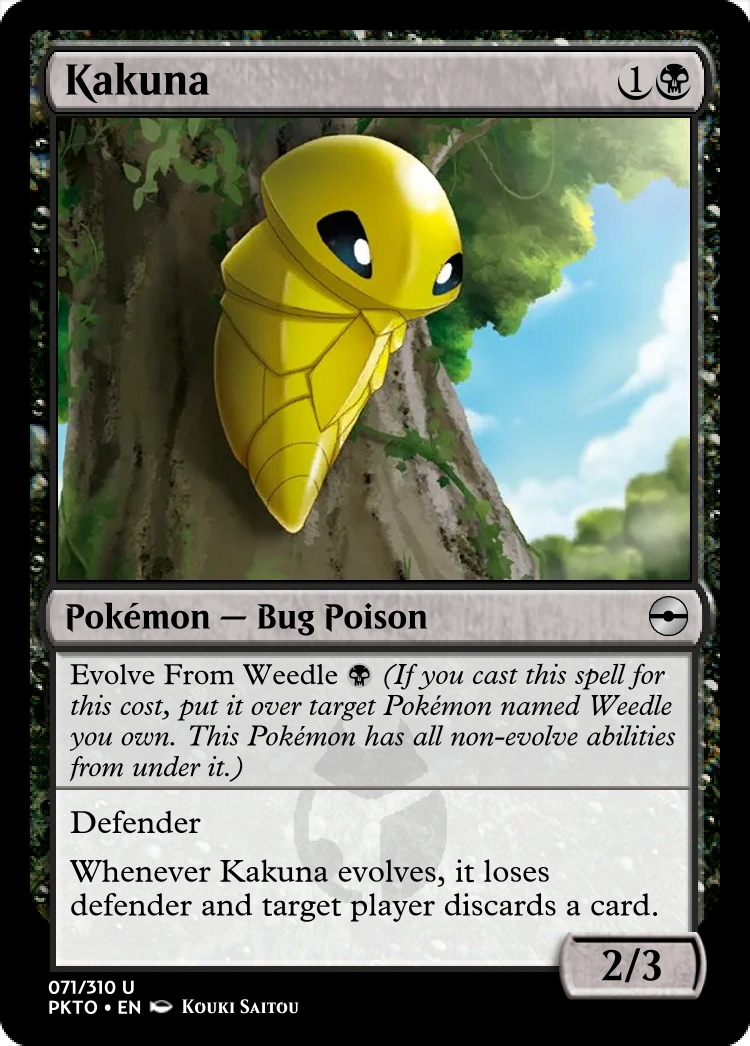 Kakuna 1
Pokémon — Bug Poison
Evolve From Weedle (If you cast this spell for
this cost, put it over target Pokémon named Weedle
you own. This Pokémon has all non-evolve abilities
from under it.)
Defender
Whenever Kakuna evolves, it loses
defender and target player discards a card.
2/3
071/310 U
PKTO • EN Kouki Saitou